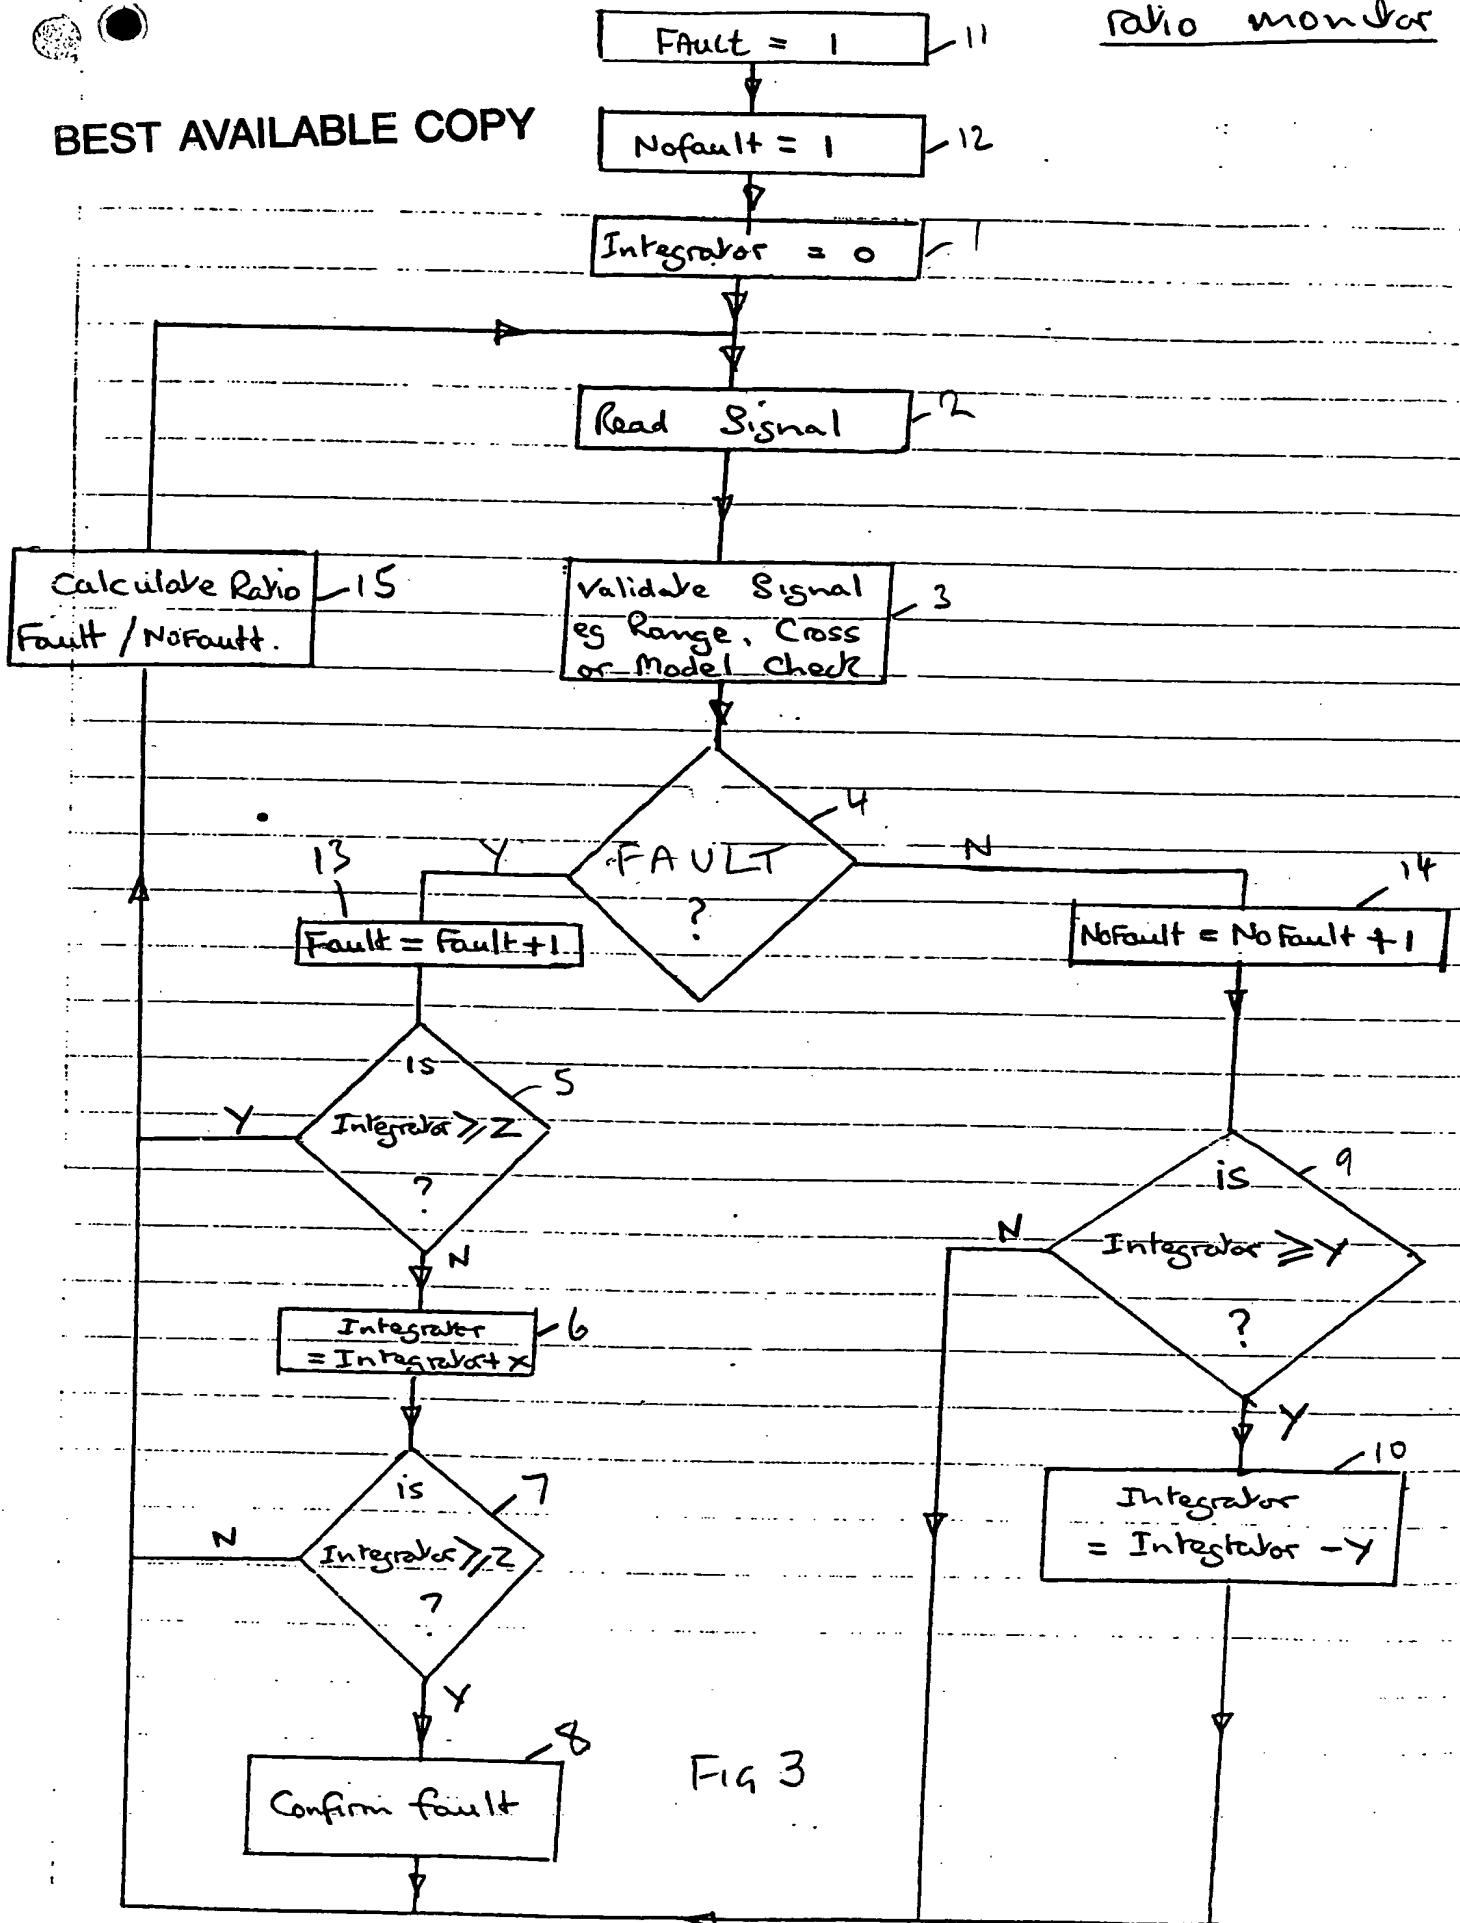 ratio monitor
FAuLt = 1
11
BEST AVAILABLE COPY
Nofault = 1
12
Integrator = 0
1
Read Signal
2
Calculate Ratio
Fault / NoFault.
15
Validate Signal
eg Range, Cross
or Model Check
3
4
FAULT
?
Y
N
13
Fault = Fault + 1
14
NoFault = NoFault + 1
is
Integrator ⩾ Z
?
5
Y
N
is
Integrator ⩾ Y
?
9
N
Y
Integrator
= Integrator + x
6
is
Integrator ⩾ Z
?
7
N
Y
10
Integrator
= Integrator - Y
8
Confirm fault
FIG 3